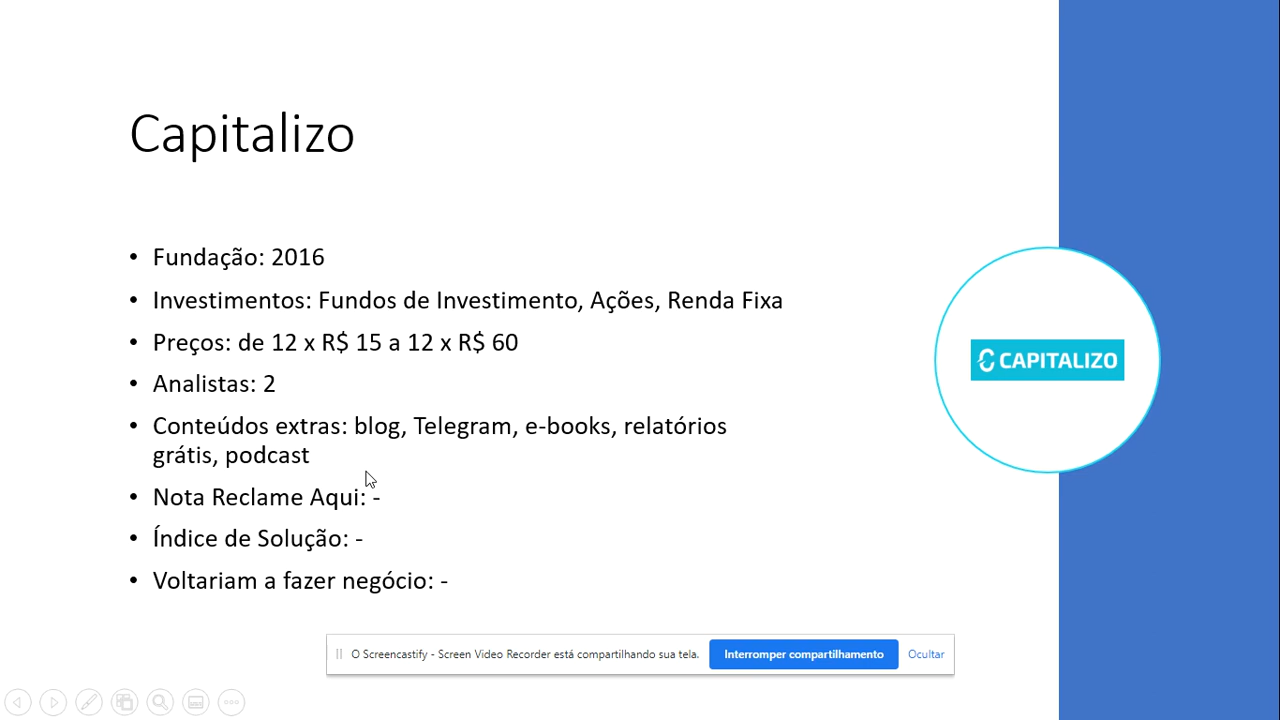 Capitalizo
• Fundação: 2016
• Investimentos: Fundos de Investimento, Ações, Renda Fixa
• Preços: de 12 x R$ 15 a 12 x R$ 60
• Analistas: 2
• Conteúdos extras: blog, Telegram, e-books, relatórios
grátis, podcast
• Nota Reclame Aqui: -
• Índice de Solução: -
• Voltariam a fazer negócio: -
CAPITALIZO
O Screencastify - Screen Video Recorder está compartilhando sua tela. Interromper compartilhamento Ocultar